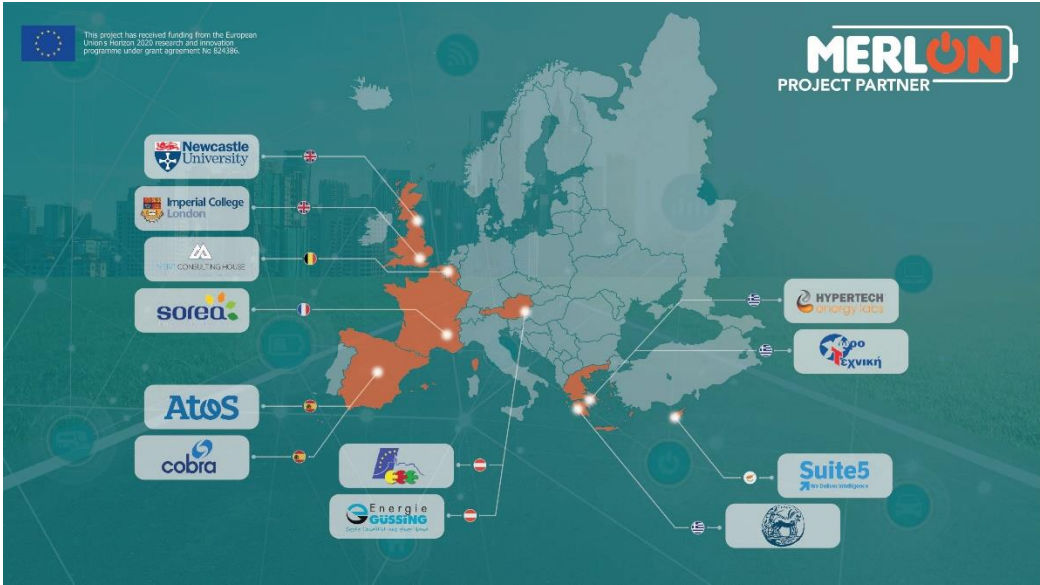 This project has received funding from the European
Union's Horizon 2020 research and innovation
programme under grant agreement No 824386.
MERLON
PROJECT PARTNER
Newcastle
University
Imperial College
London
CONSULTING HOUSE
sorea
HYPERTECH
energy labs
Χωρο
Τεχνική
Atos
cobra
Suite5
We Deliver Intelligence
Energie
GÜSSING